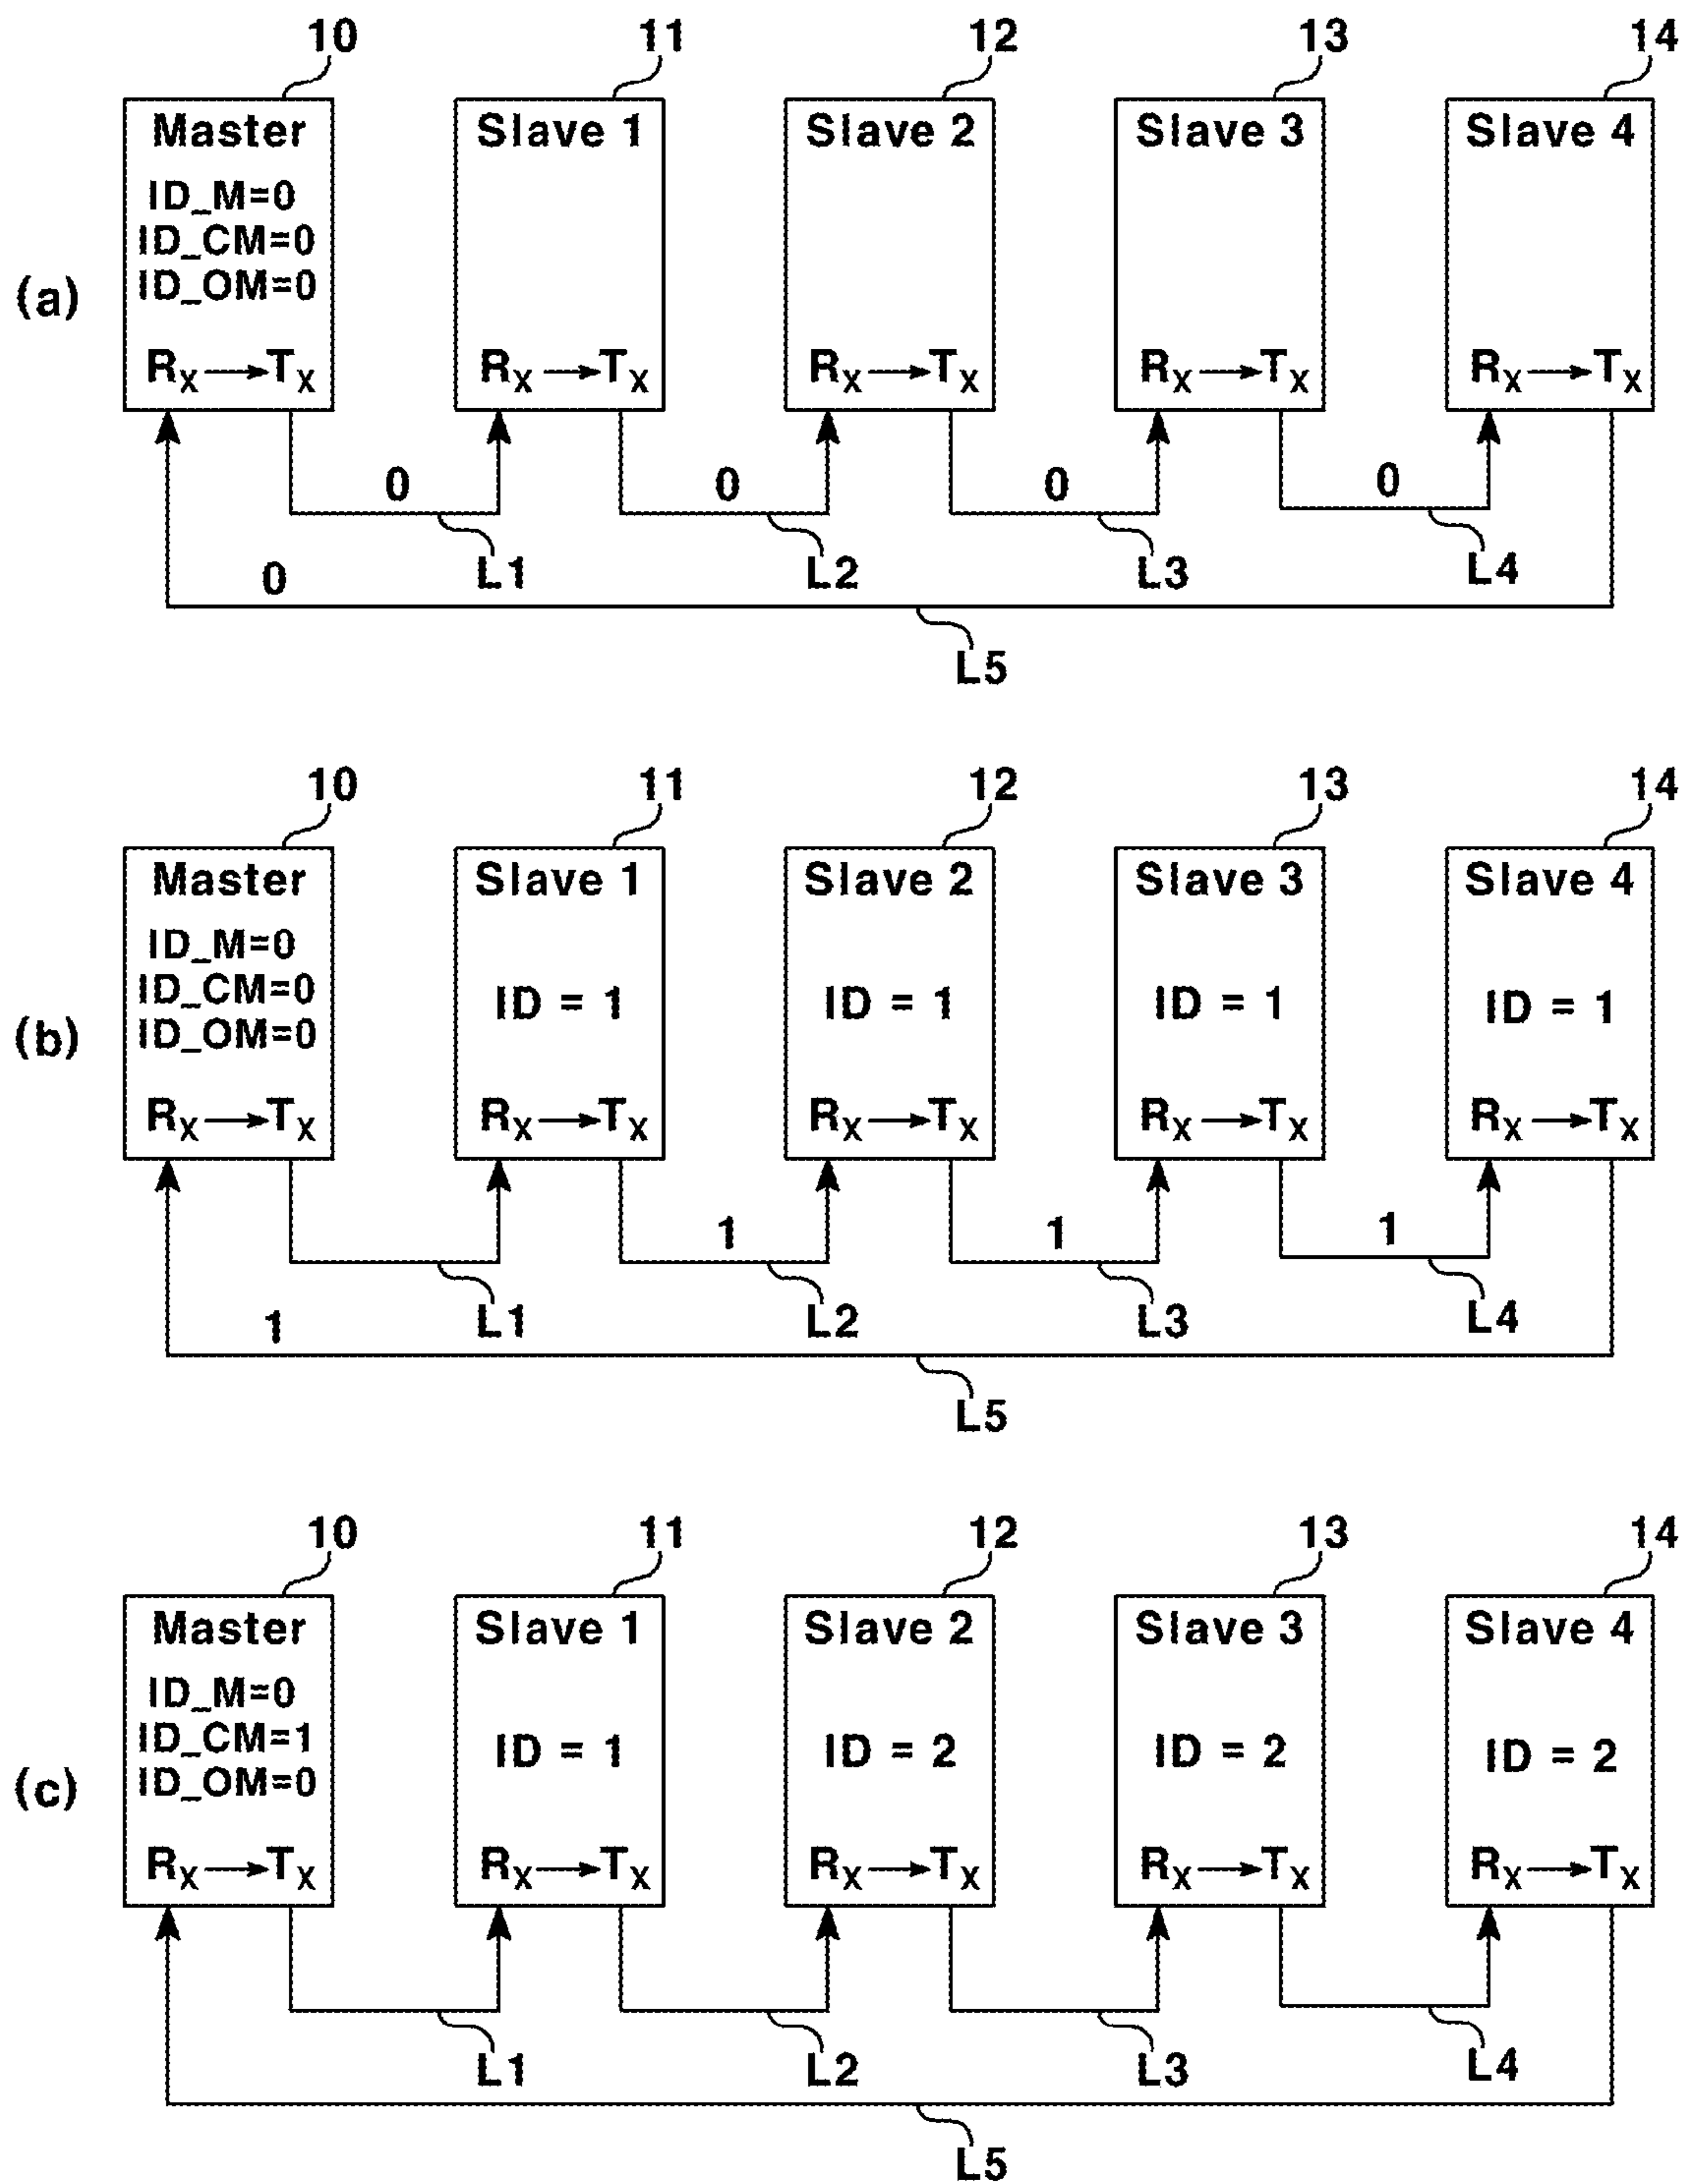 10 11 12 13 14
Master Slave 1 Slave 2 Slave 3 Slave 4
ID_M=0
ID_CM=0
(a)
ID_OM=0
RX TX RX TX RX TX RX TX RX TX
0 0 0 0
L1 L2 L3 L4
0
L5
10 11 12 13 14
Master Slave 1 Slave 2 Slave 3 Slave 4
ID_M=0
ID_CM=0 ID = 1 ID = 1 ID = 1 ID = 1
(b)
ID_OM=0
RX TX RX TX RX TX RX TX RX TX
1 1 1
L1 L2 L3 L4
1
L5
10 11 12 13 14
Master Slave 1 Slave 2 Slave 3 Slave 4
ID_M=0
ID_CM=1 ID = 1 ID = 2 ID = 2 ID = 2
(c)
ID_OM=0
RX TX RX TX RX TX RX TX RX TX
L1 L2 L3 L4
L5